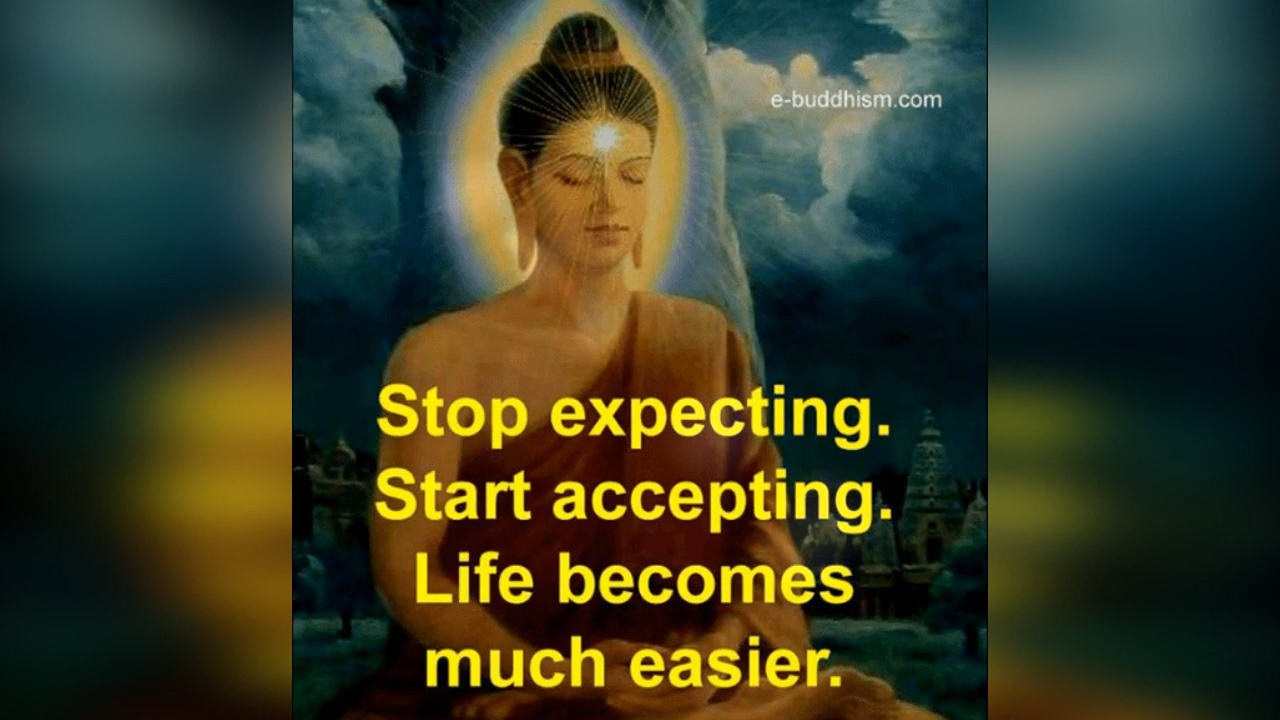 e-buddhism.com
Stop expecting.
Start accepting.
Life becomes
much easier.